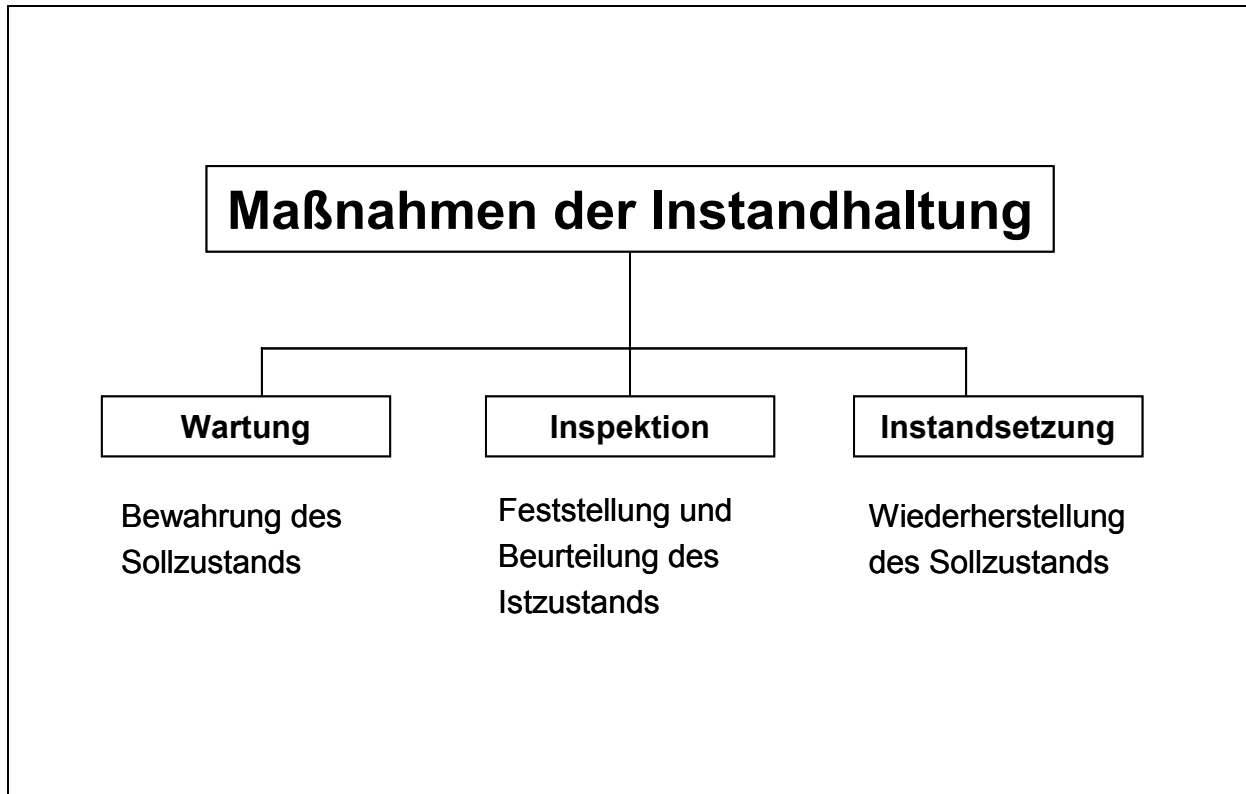 Maßnahmen der Instandhaltung
Wartung
Bewahrung des
Sollzustands
Inspektion
Feststellung und
Beurteilung des
Istzustands
Instandsetzung
Wiederherstellung
des Sollzustands